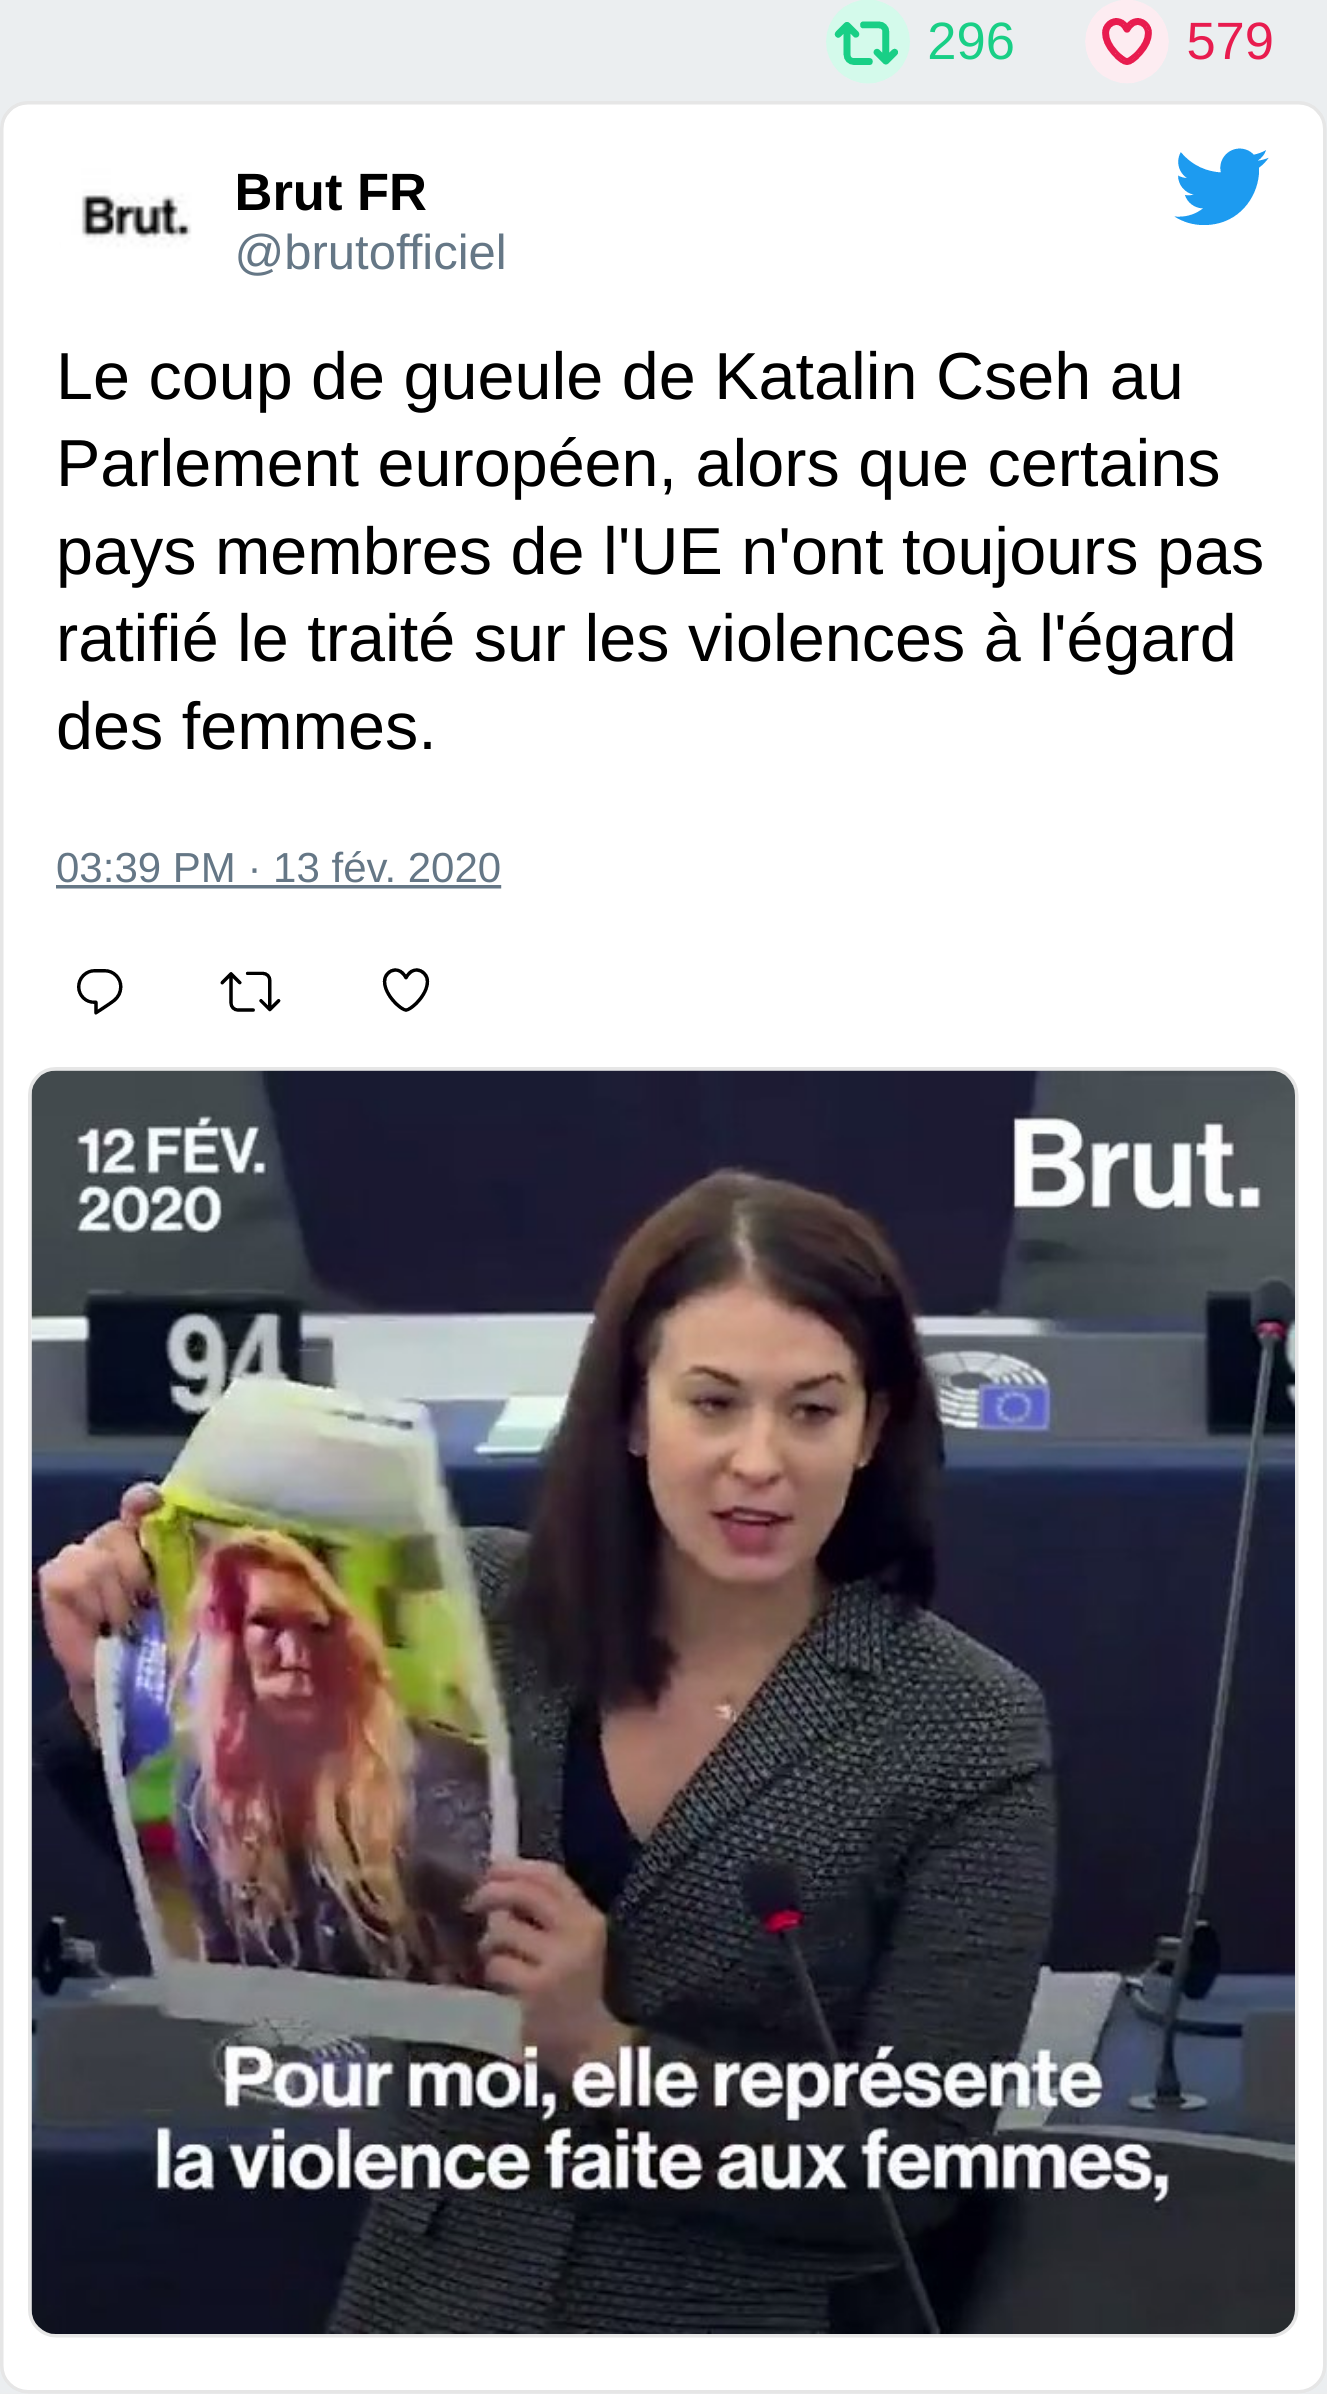 296 579
Brut.
Brut FR
@brutofficiel
Le coup de gueule de Katalin Cseh au
Parlement européen, alors que certains
pays membres de l'UE n'ont toujours pas
ratifié le traité sur les violences à l'égard
des femmes.
03:39 PM · 13 fév. 2020
12 FÉV.
2020
Brut.
94
Pour moi, elle représente
la violence faite aux femmes,